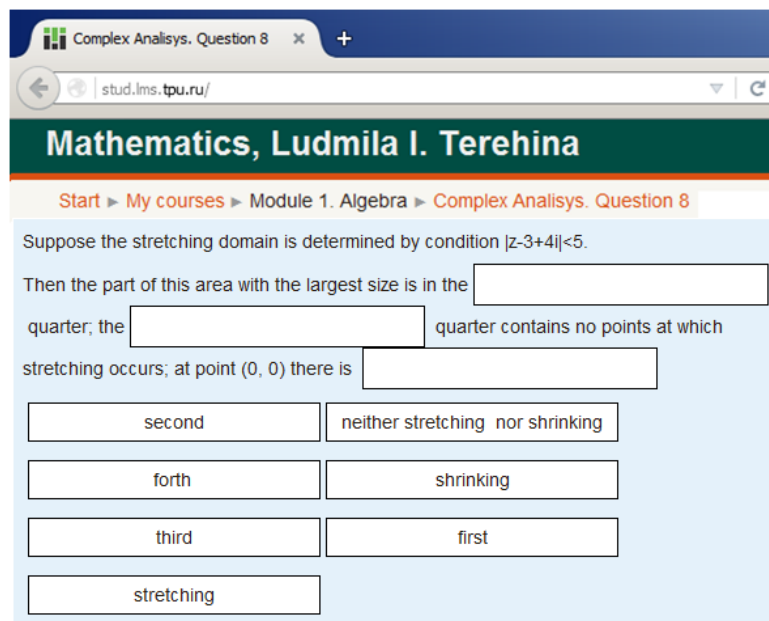 Complex Analisys. Question 8 × +
stud.lms.tpu.ru/
Mathematics, Ludmila I. Terehina
Start ► My courses ► Module 1. Algebra ► Complex Analisys. Question 8
Suppose the stretching domain is determined by condition |z-3+4i|<5.
Then the part of this area with the largest size is in the
quarter; the quarter contains no points at which
stretching occurs; at point (0, 0) there is
second neither stretching nor shrinking
forth shrinking
third first
stretching